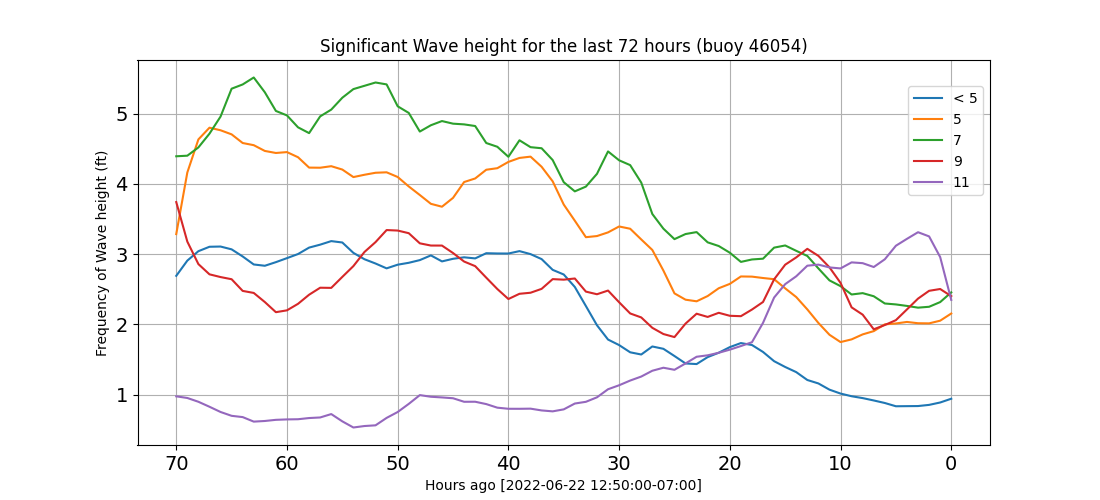 Significant Wave height for the last 72 hours (buoy 46054)
Frequency of Wave height (ft)
5
4
3
2
1
< 5
5
7
9
11
70 60 50 40 30 20 10 0
Hours ago [2022-06-22 12:50:00-07:00]